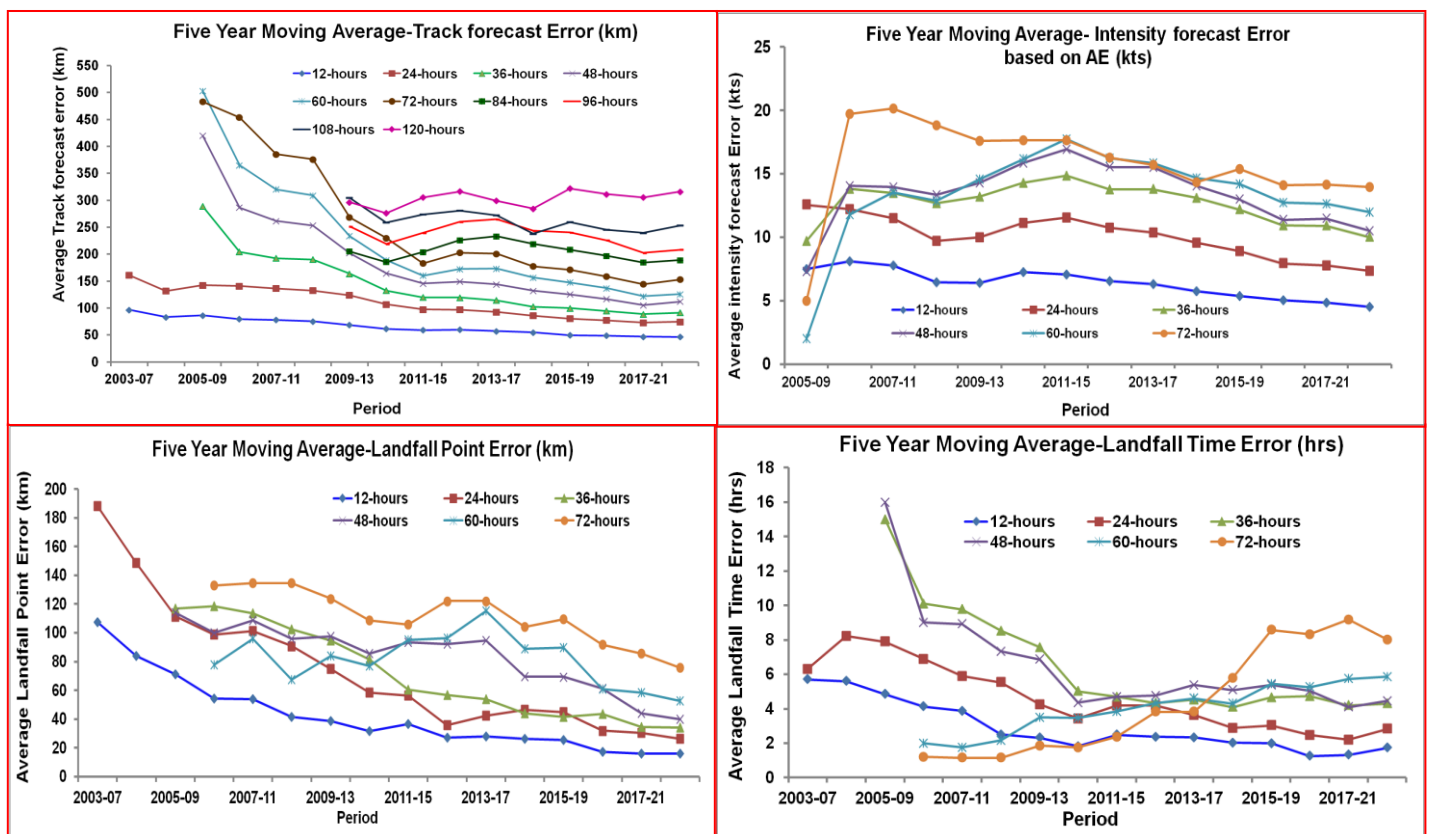 Five Year Moving Average-Track forecast Error (km)
Average Track forecast error (km)
550
500
450
400
350
300
250
200
150
100
50
0
12-hours 24-hours 36-hours 48-hours
60-hours 72-hours 84-hours 96-hours
108-hours 120-hours
2003-07 2005-09 2007-11 2009-13 2011-15 2013-17 2015-19 2017-21
Period
Five Year Moving Average- Intensity forecast Error
based on AE (kts)
Average intensity forecast Error (kts)
25
20
15
10
5
0
12-hours 24-hours 36-hours
48-hours 60-hours 72-hours
2005-09 2007-11 2009-13 2011-15 2013-17 2015-19 2017-21
Period
Five Year Moving Average-Landfall Point Error (km)
Average Landfall Point Error (km)
200
180
160
140
120
100
80
60
40
20
0
12-hours 24-hours 36-hours
48-hours 60-hours 72-hours
2003-07 2005-09 2007-11 2009-13 2011-15 2013-17 2015-19 2017-21
Period
Five Year Moving Average-Landfall Time Error (hrs)
Average Landfall Time Error (hrs)
18
16
14
12
10
8
6
4
2
0
12-hours 24-hours 36-hours
48-hours 60-hours 72-hours
2003-07 2005-09 2007-11 2009-13 2011-15 2013-17 2015-19 2017-21
Period